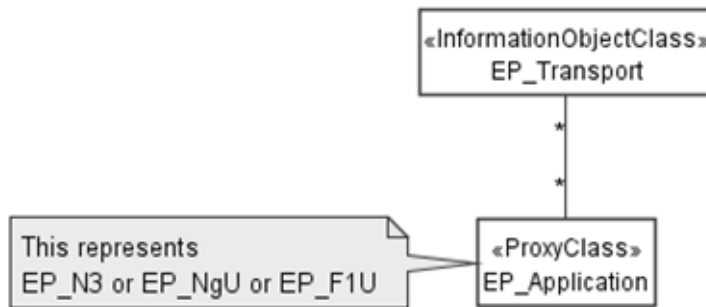 «InformationObjectClass»
EP_Transport
*
*
This represents
EP_N3 or EP_NgU or EP_F1U
«ProxyClass»
EP_Application